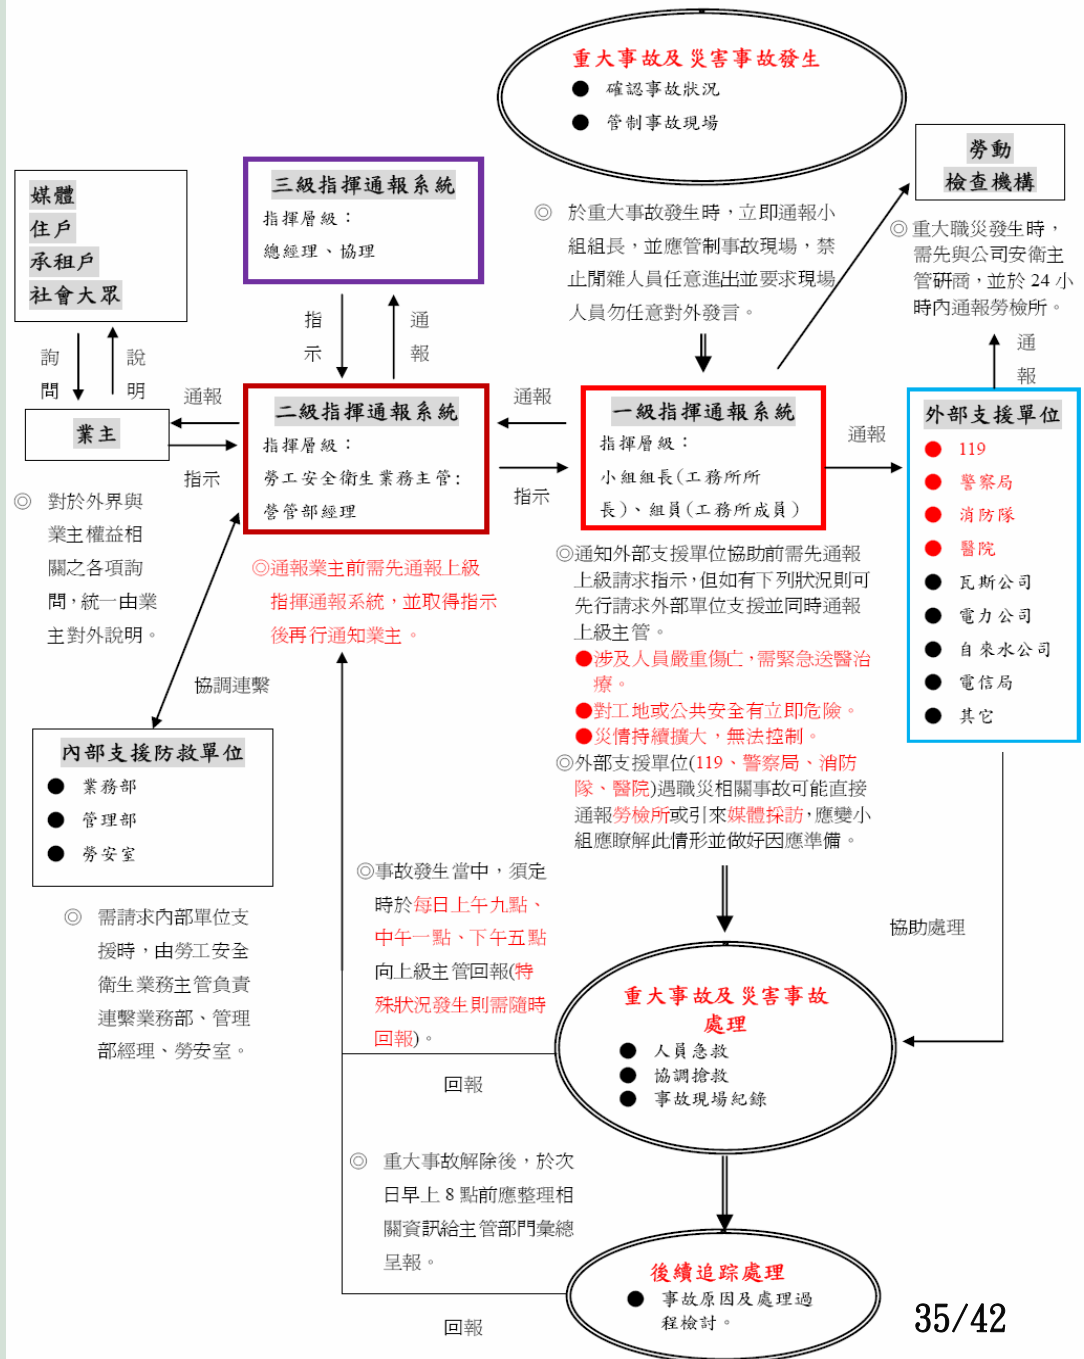 重大事故及災害事故發生
● 確認事故狀況
● 管制事故現場
勞動
檢查機構
媒體
住戶
承租戶
社會大眾
三級指揮通報系統
指揮層級：
總經理、協理
◎ 於重大事故發生時，立即通報小
組組長，並應管制事故現場，禁
止閒雜人員任意進出並要求現場
人員勿任意對外發言。
◎ 重大職災發生時，
需先與公司安衛主
管研商，並於 24 小
時內通報勞檢所。
詢問
說明
指示
通報
通報
業主
通報
指示
二級指揮通報系統
指揮層級：
勞工安全衛生業務主管:
營管部經理
通報
指示
一級指揮通報系統
指揮層級：
小組組長(工務所所
長)、組員(工務所成員)
通報
外部支援單位
● 119
● 警察局
● 消防隊
● 醫院
● 瓦斯公司
● 電力公司
● 自來水公司
● 電信局
● 其它
◎ 對於外界與
業主權益相
關之各項詢
問，統一由業
主對外說明。
◎通報業主前需先通報上級
指揮通報系統，並取得指示
後再行通知業主。
◎通知外部支援單位協助前需先通報
上級請求指示，但如有下列狀況則可
先行請求外部單位支援並同時通報
上級主管。
●涉及人員嚴重傷亡，需緊急送醫治
療。
●對工地或公共安全有立即危險。
●災情持續擴大，無法控制。
◎外部支援單位(119、警察局、消防
隊、醫院)遇職災相關事故可能直接
通報勞檢所或引來媒體採訪，應變小
組應瞭解此情形並做好因應準備。
協調連繫
內部支援防救單位
● 業務部
● 管理部
● 勞安室
◎ 需請求內部單位支
援時，由勞工安全
衛生業務主管負責
連繫業務部、管理
部經理、勞安室。
◎事故發生當中，須定
時於每日上午九點、
中午一點、下午五點
向上級主管回報(特
殊狀況發生則需隨時
回報)。
協助處理
重大事故及災害事故
處理
● 人員急救
● 協調搶救
● 事故現場紀錄
回報
◎ 重大事故解除後，於次
日早上 8 點前應整理相
關資訊給主管部門彙總
呈報。
後續追踪處理
● 事故原因及處理過
程檢討。
回報
35/42